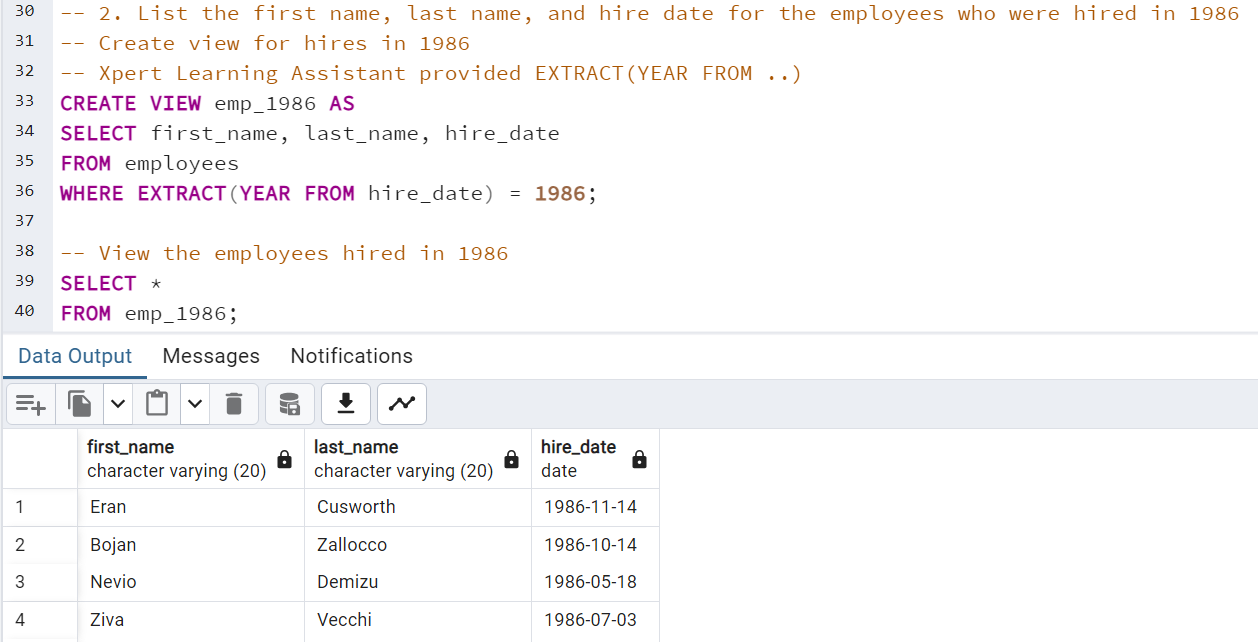 30 -- 2. List the first name, last name, and hire date for the employees who were hired in 1986
31 -- Create view for hires in 1986
32 -- Xpert Learning Assistant provided EXTRACT(YEAR FROM ..)
33 CREATE VIEW emp_1986 AS
34 SELECT first_name, last_name, hire_date
35 FROM employees
36 WHERE EXTRACT(YEAR FROM hire_date) = 1986;
37
38 -- View the employees hired in 1986
39 SELECT *
40 FROM emp_1986;
Data Output Messages Notifications
first_name last_name hire_date
character varying (20) character varying (20) date
1 Eran Cusworth 1986-11-14
2 Bojan Zallocco 1986-10-14
3 Nevio Demizu 1986-05-18
4 Ziva Vecchi 1986-07-03